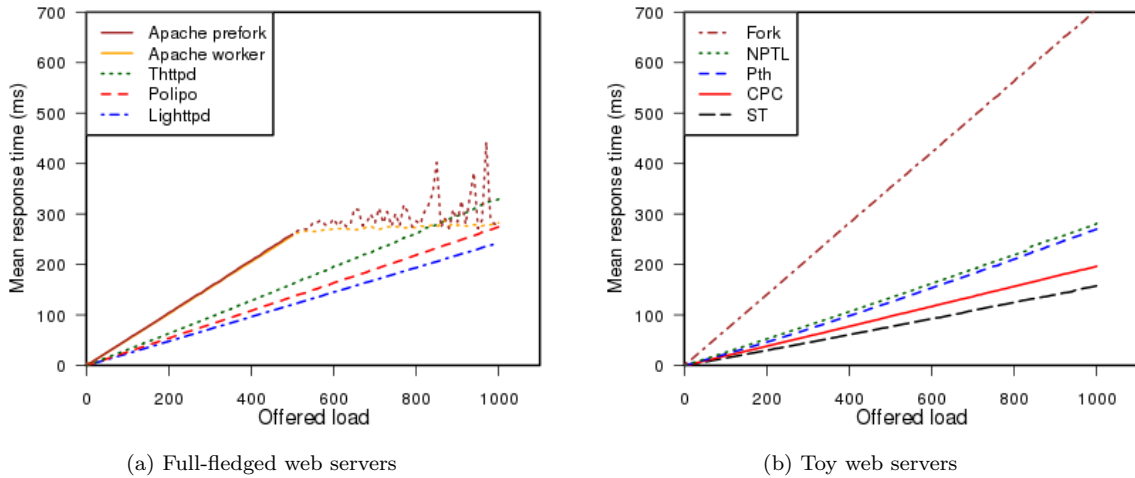 700
600
500
400
300
200
100
0
Mean response time (ms)
Apache prefork
Apache worker
Thttpd
Polipo
Lighttpd
0 200 400 600 800 1000
Offered load
(a) Full-fledged web servers
700
600
500
400
300
200
100
0
Mean response time (ms)
Fork
NPTL
Pth
CPC
ST
0 200 400 600 800 1000
Offered load
(b) Toy web servers